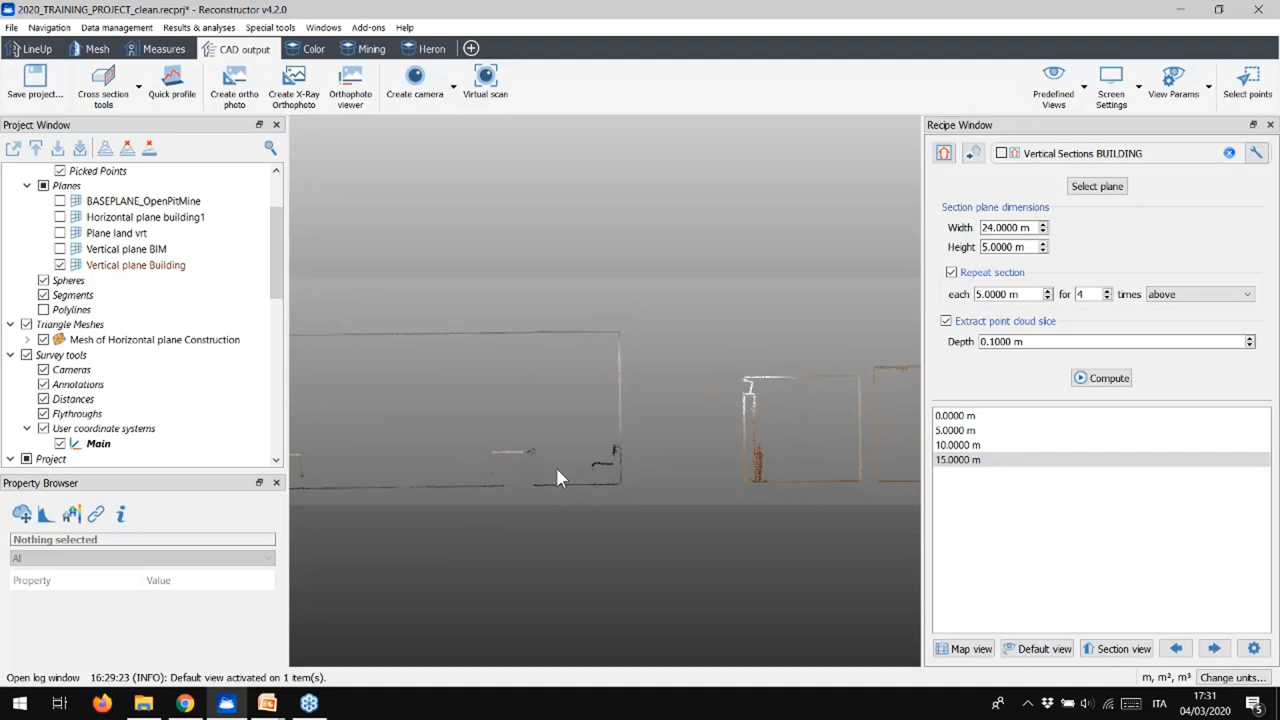 2020_TRAINING_PROJECT_clean.recprj* - Reconstructor v4.2.0
File Navigation Data management Results & analyses Special tools Windows Add-ons Help
LineUp Mesh Measures CAD output Color Mining Heron
Save project... Cross section tools Quick profile Create ortho photo Create X-Ray Orthophoto Orthophoto viewer Create camera Virtual scan Predefined Views Screen Settings View Params Select points
Project Window
Picked Points
Planes
BASEPLANE_OpenPitMine
Horizontal plane building1
Plane land vrt
Vertical plane BIM
Vertical plane Building
Spheres
Segments
Polylines
Triangle Meshes
Mesh of Horizontal plane Construction
Survey tools
Cameras
Annotations
Distances
Flythroughs
User coordinate systems
Main
Project
Property Browser
Nothing selected
All
Property Value
Recipe Window
Vertical Sections BUILDING
Select plane
Section plane dimensions
Width 24.0000 m
Height 5.0000 m
Repeat section
each 5.0000 m for 4 times above
Extract point cloud slice
Depth 0.1000 m
Compute
0.0000 m
5.0000 m
10.0000 m
15.0000 m
Map view Default view Section view
Open log window 16:29:23 (INFO): Default view activated on 1 item(s). m, m², m³ Change units...
ITA
17:31
04/03/2020
5